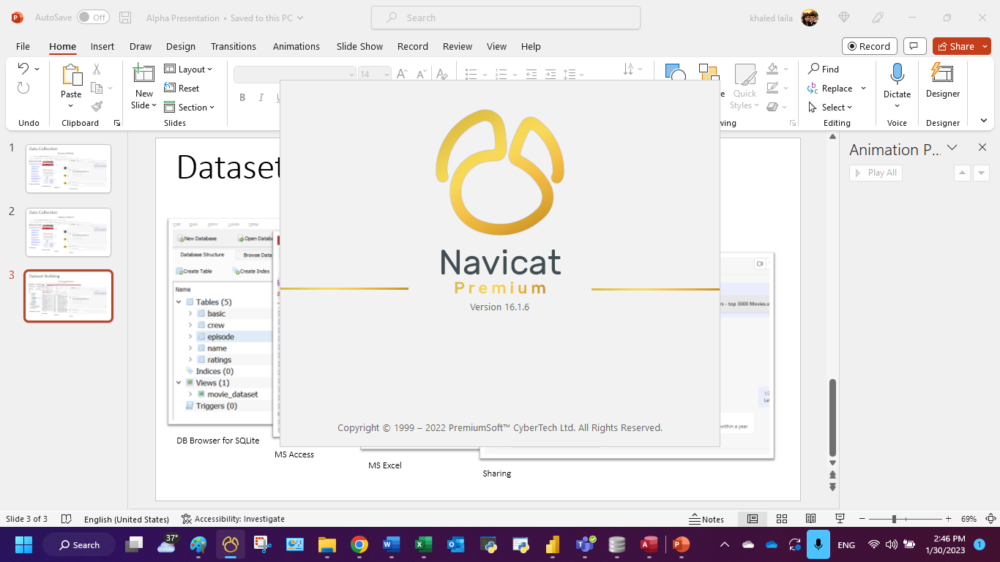 AutoSave Off Alpha Presentation • Saved to this PC Search khaled laila
File Home Insert Draw Design Transitions Animations Slide Show Record Review View Help Record Share
Layout 14 Find
Paste New Slide Reset Quick Styles Replace Dictate Designer
B I Section Select
Undo Clipboard Slides Editing Voice Designer
1 Data Collection
2 Data Collection
3 Dataset Building
Dataset
New Database
Database Structure Browse Data
Create Table Create Index
Name
Tables (5)
basic
crew
episode
name
ratings
Indices (0)
Views (1)
movie_dataset
Triggers (0)
Navicat
Premium
Version 16.1.6
Copyright © 1999 – 2022 PremiumSoft™ CyberTech Ltd. All Rights Reserved.
- top 3000 Movies.x
within a year
DB Browser for SQLite
MS Access
MS Excel
Sharing
Animation P...
Play All
Slide 3 of 3 English (United States) Accessibility: Investigate Notes 69%
Search 37° ENG 2:46 PM
1/30/2023 1